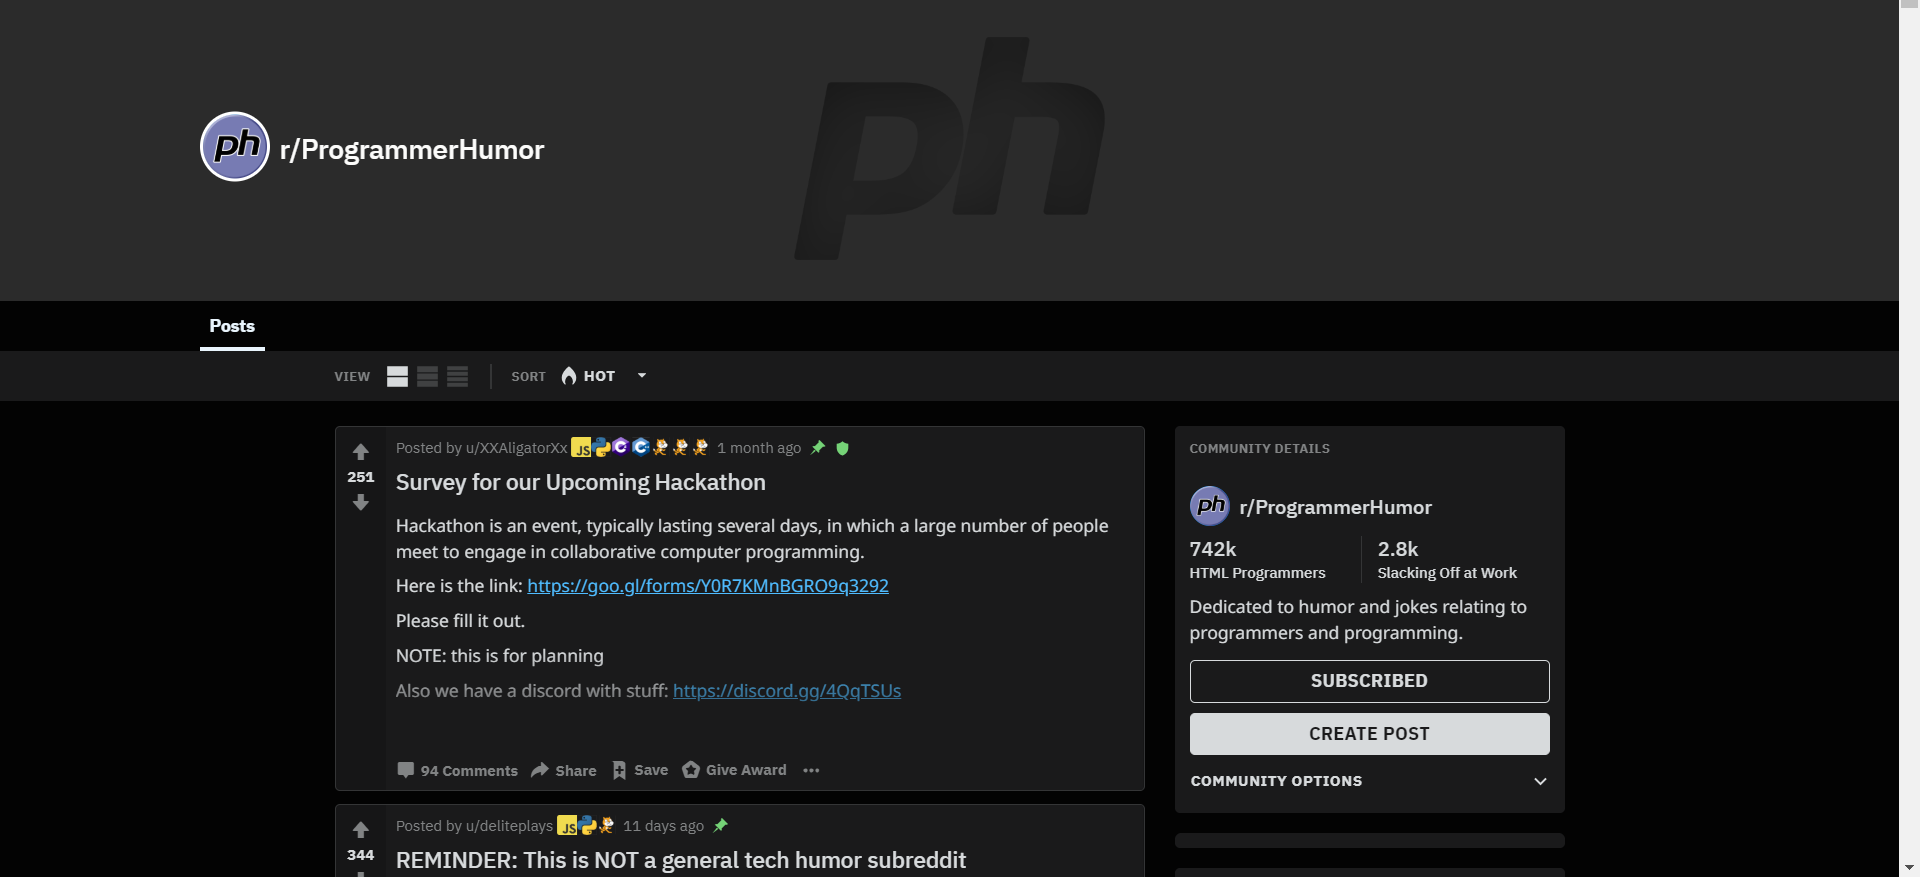 ph
ph r/ProgrammerHumor
Posts
VIEW SORT HOT
Posted by u/XXAligatorXx JS 1 month ago
251
Survey for our Upcoming Hackathon
Hackathon is an event, typically lasting several days, in which a large number of people
meet to engage in collaborative computer programming.
Here is the link: https://goo.gl/forms/Y0R7KMnBGRO9q3292
Please fill it out.
NOTE: this is for planning
Also we have a discord with stuff: https://discord.gg/4QqTSUs
94 Comments Share Save Give Award
Posted by u/deliteplays JS 11 days ago
344
REMINDER: This is NOT a general tech humor subreddit
COMMUNITY DETAILS
ph r/ProgrammerHumor
742k 2.8k
HTML Programmers Slacking Off at Work
Dedicated to humor and jokes relating to
programmers and programming.
SUBSCRIBED
CREATE POST
COMMUNITY OPTIONS